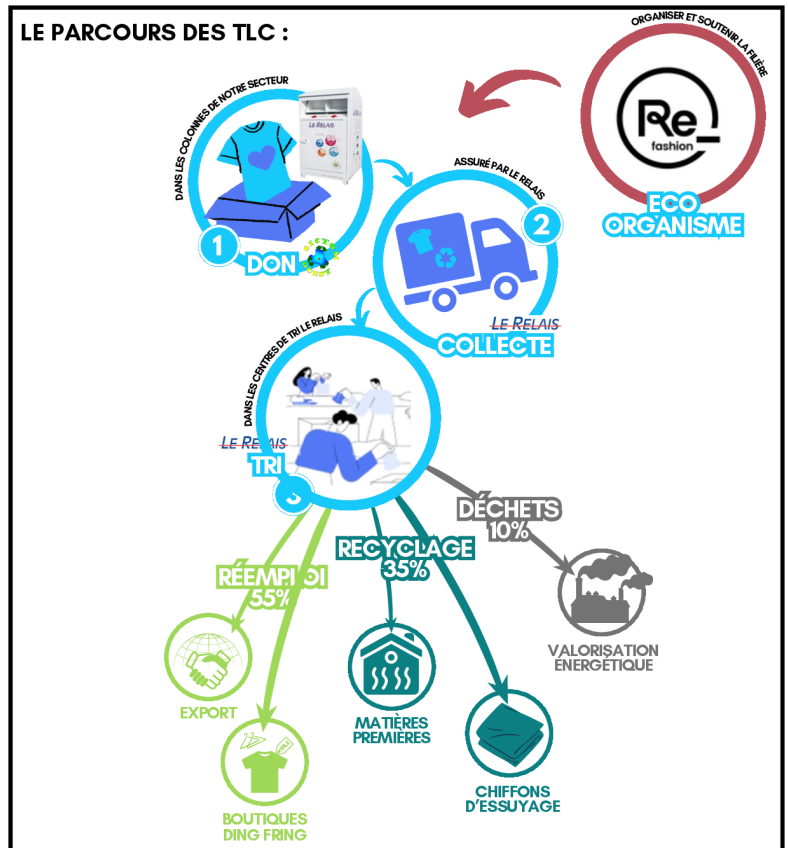 LE PARCOURS DES TLC :
ORGANISER ET SOUTENIR LA FILIÈRE
Re_
fashion
ECO
ORGANISME
DANS LES COLONNES DE NOTRE SECTEUR
LE RELAIS
1
DON
ASSURÉ PAR LE RELAIS
2
LE RELAIS
COLLECTE
DANS LES CENTRES DE TRI LE RELAIS
LE RELAIS
TRI
3
DÉCHETS
10%
RECYCLAGE
35%
RÉEMPLOI
55%
VALORISATION
ÉNERGÉTIQUE
EXPORT
MATIÈRES
PREMIÈRES
BOUTIQUES
DING FRING
CHIFFONS
D'ESSUYAGE